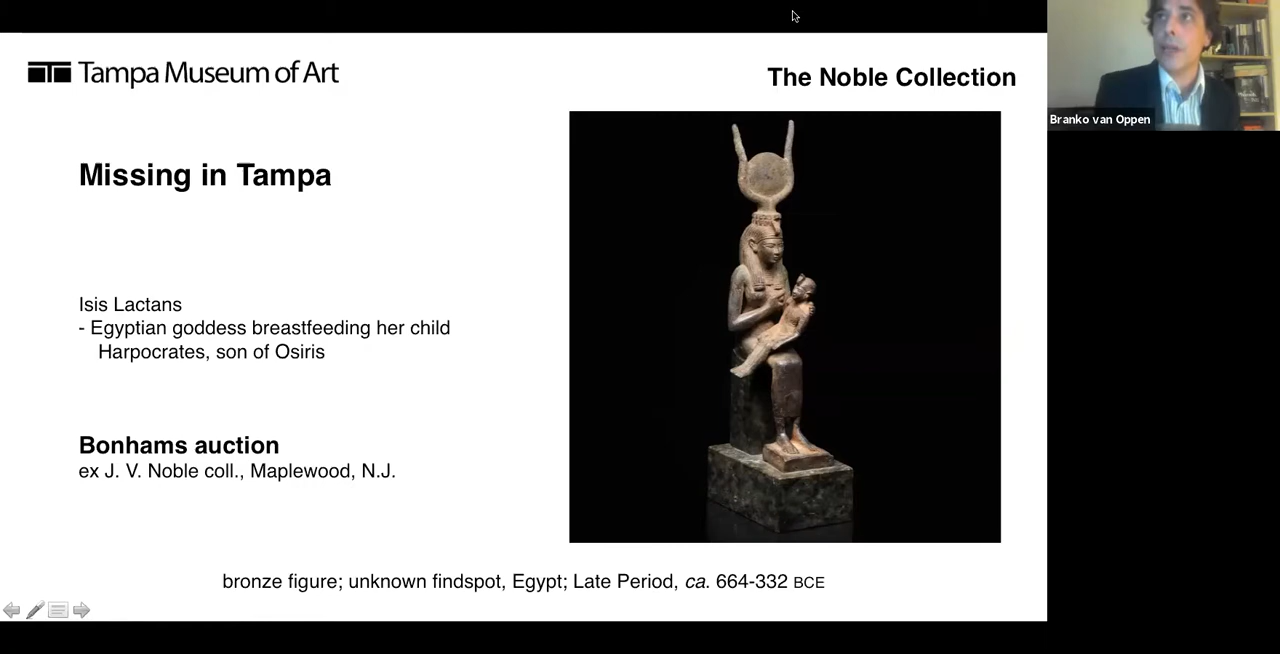 Tampa Museum of Art
The Noble Collection
Branko van Oppen
Missing in Tampa
Isis Lactans
- Egyptian goddess breastfeeding her child
Harpocrates, son of Osiris
Bonhams auction
ex J. V. Noble coll., Maplewood, N.J.
bronze figure; unknown findspot, Egypt; Late Period, ca. 664-332 BCE